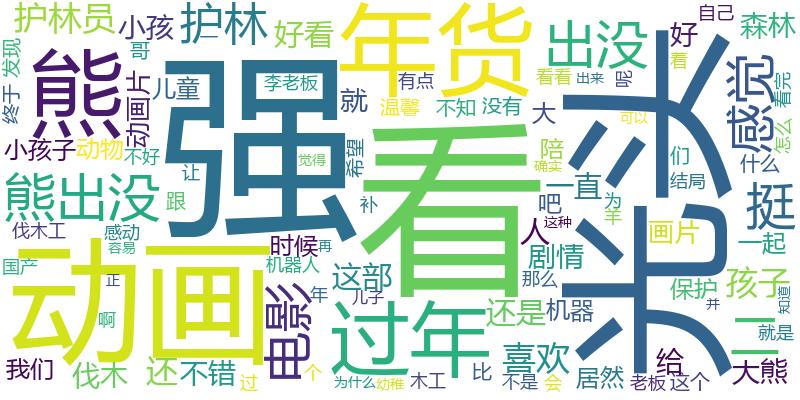 护林员
小孩
护林
好看
年货
出没
好
自己
森林
终于
发现
熊
哥
动画片
儿童
强
李老板
就
有点
温馨
不知
没有
大
光头
着
看看
出来
呢
看完
感觉
怎么
可以
小孩子
动物
不好
让
觉得
希望
看
陪
确实
们
什么
熊出没
跟
补
吧
一直
结局
为
羊
挺
伐木工
感动
容易
时候
再
人
这种
剧情
画片
一起
国产
动画
正
机器人
这部
年
儿子
那么
保护
孩子
并
知道
啊
电影
过年
还是
机器
二
就是
我们
伐木
还
不错
过
个
为什么
幼稚
木工
比
喜欢
不是
会
居然
给
老板
这个
大熊